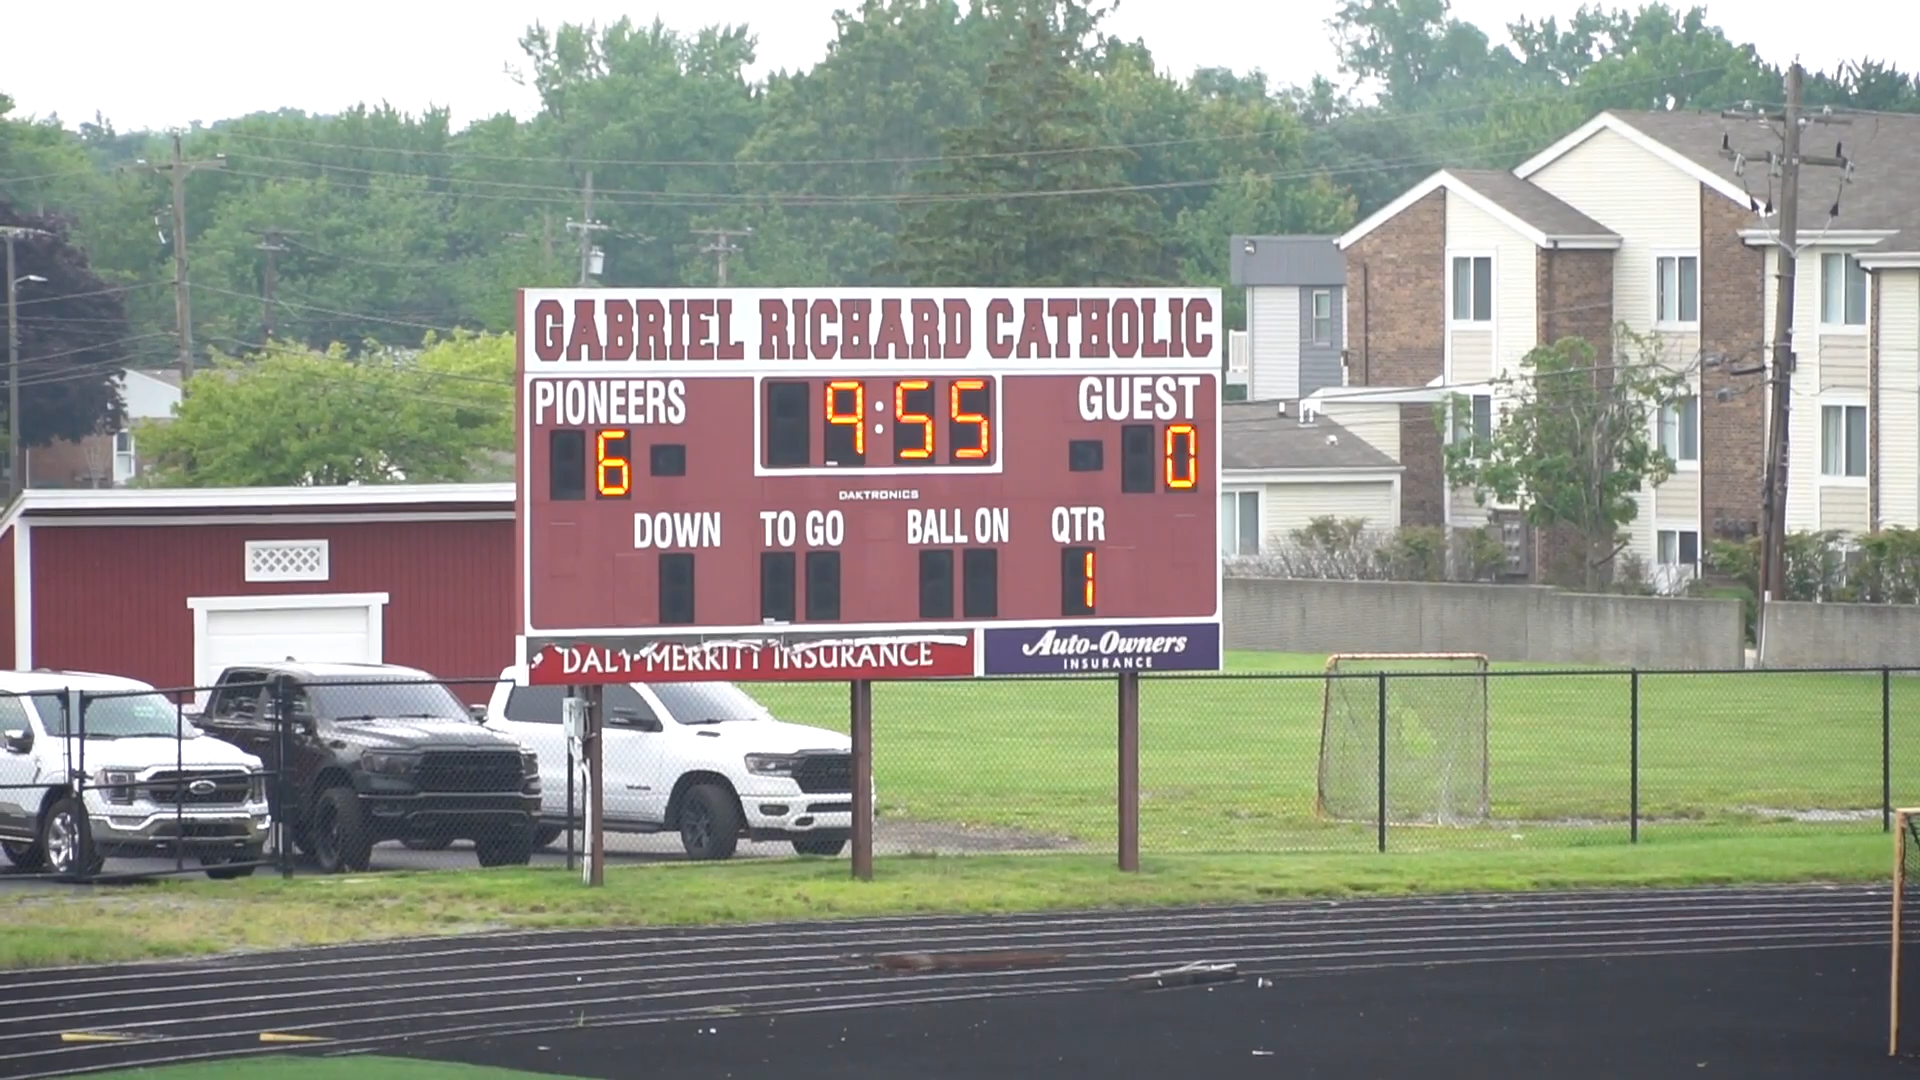 GABRIEL RICHARD CATHOLIC
PIONEERS 9:55 GUEST
6 0
DAKTRONICS
DOWN TO GO BALL ON QTR
1
DALY-MERRITT INSURANCE
Auto-Owners
INSURANCE